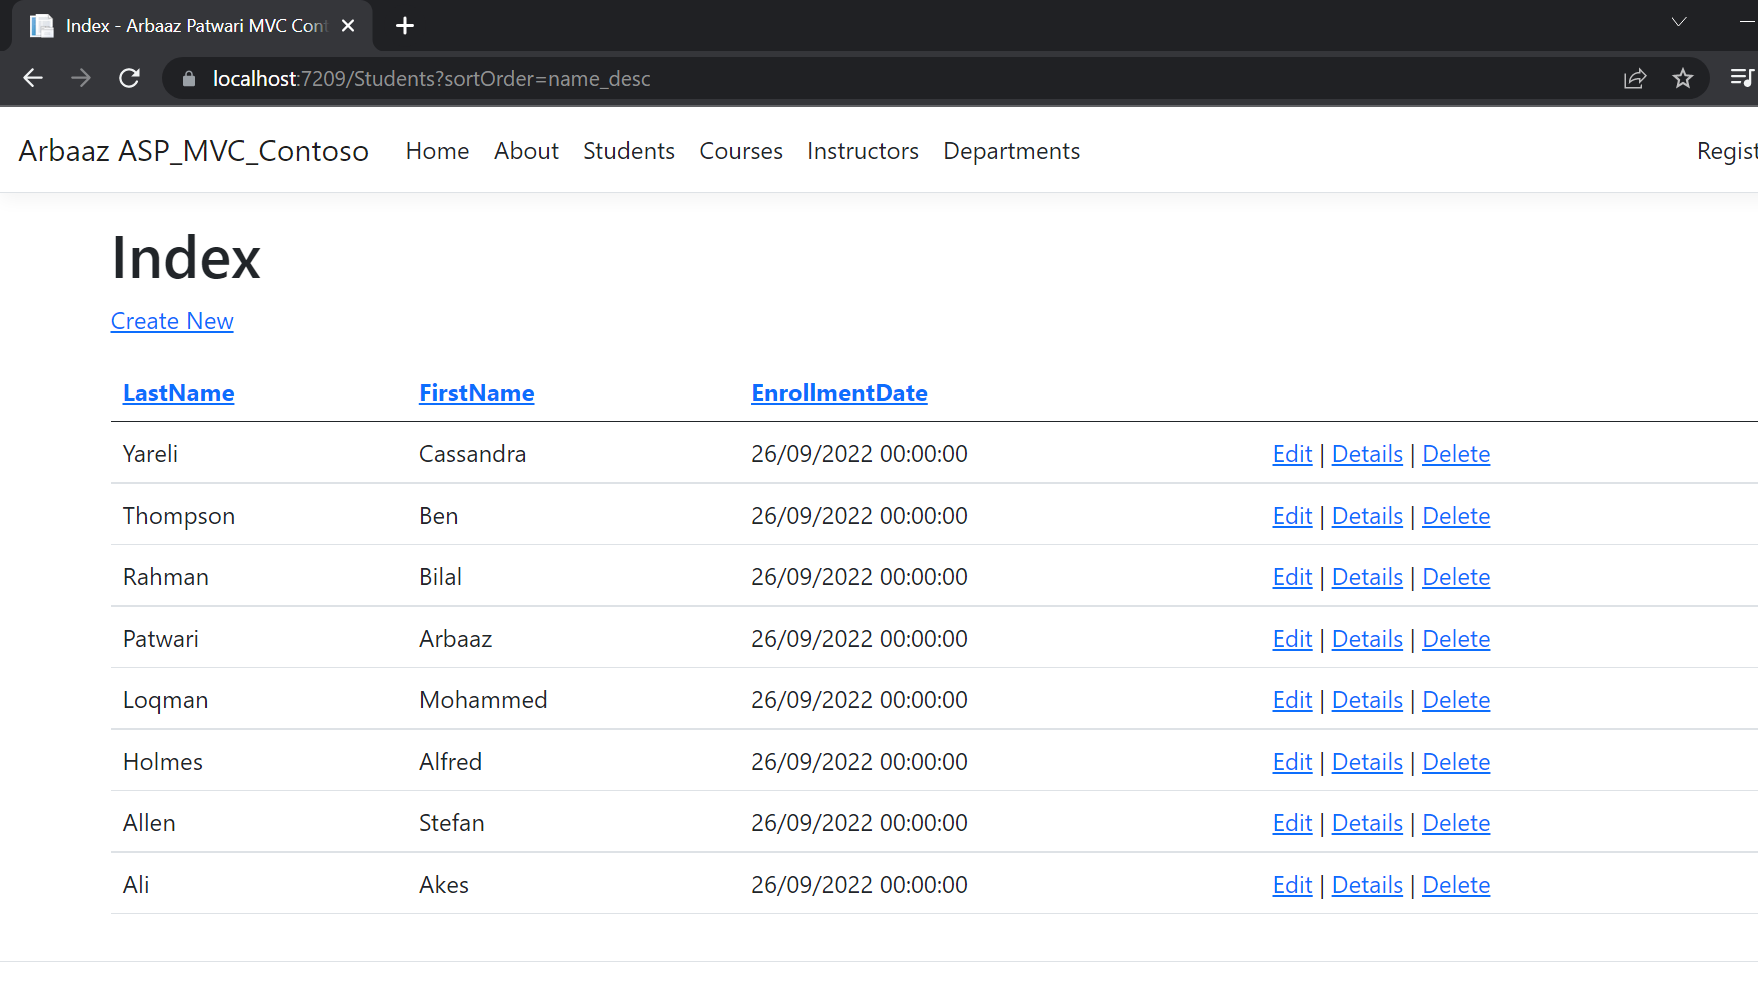 Index - Arbaaz Patwari MVC Cont
localhost:7209/Students?sortOrder=name_desc
Arbaaz ASP_MVC_Contoso Home About Students Courses Instructors Departments Regist
Index
Create New
LastName FirstName EnrollmentDate
Yareli Cassandra 26/09/2022 00:00:00 Edit | Details | Delete
Thompson Ben 26/09/2022 00:00:00 Edit | Details | Delete
Rahman Bilal 26/09/2022 00:00:00 Edit | Details | Delete
Patwari Arbaaz 26/09/2022 00:00:00 Edit | Details | Delete
Loqman Mohammed 26/09/2022 00:00:00 Edit | Details | Delete
Holmes Alfred 26/09/2022 00:00:00 Edit | Details | Delete
Allen Stefan 26/09/2022 00:00:00 Edit | Details | Delete
Ali Akes 26/09/2022 00:00:00 Edit | Details | Delete